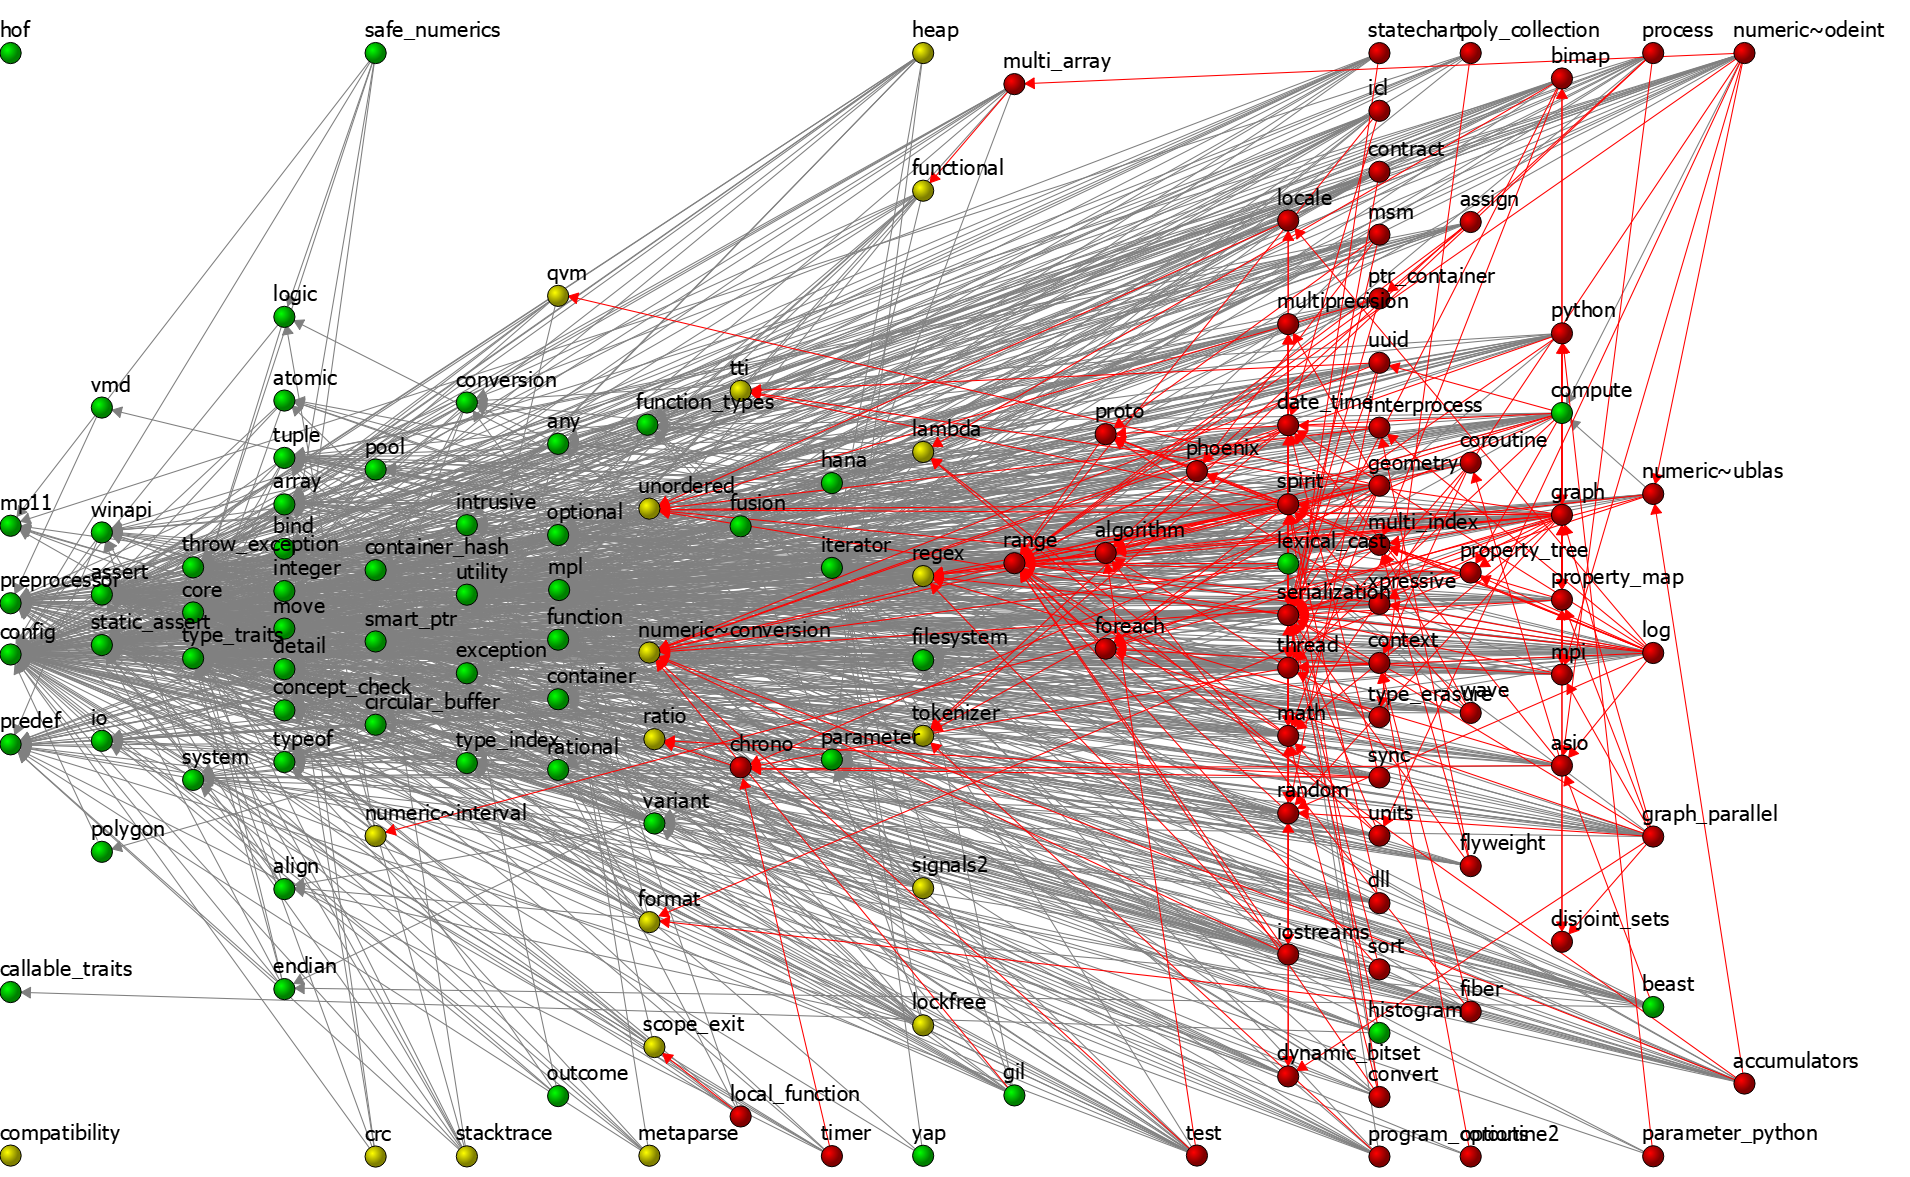 hof
safe_numerics
heap
statechart
poly_collection
process
numeric~odeint
multi_array
bimap
icl
contract
functional
locale
msm
assign
qvm
logic
ptr_container
multiprecision
python
uuid
tti
vmd
atomic
conversion
function_types
compute
any
proto
date_time
interprocess
lambda
tuple
pool
phoenix
coroutine
hana
geometry
numeric~ublas
array
unordered
spirit
mp11
winapi
intrusive
fusion
graph
bind
optional
multi_index
throw_exception
container_hash
iterator
regex
range
algorithm
lexical_cast
property_tree
preprocessor
assert
integer
utility
mpl
xpressive
property_map
core
serialization
config
static_assert
move
smart_ptr
function
numeric~conversion
filesystem
foreach
log
type_traits
detail
exception
thread
context
mpi
concept_check
circular_buffer
container
type_erasure
wave
predef
io
ratio
tokenizer
math
system
typeof
type_index
rational
chrono
parameter
sync
asio
numeric~interval
variant
random
units
graph_parallel
polygon
flyweight
align
signals2
dll
format
iostreams
sort
disjoint_sets
callable_traits
endian
lockfree
histogram
fiber
beast
scope_exit
dynamic_bitset
outcome
local_function
gil
convert
accumulators
compatibility
crc
stacktrace
metaparse
timer
yap
test
program_options
coroutine2
parameter_python